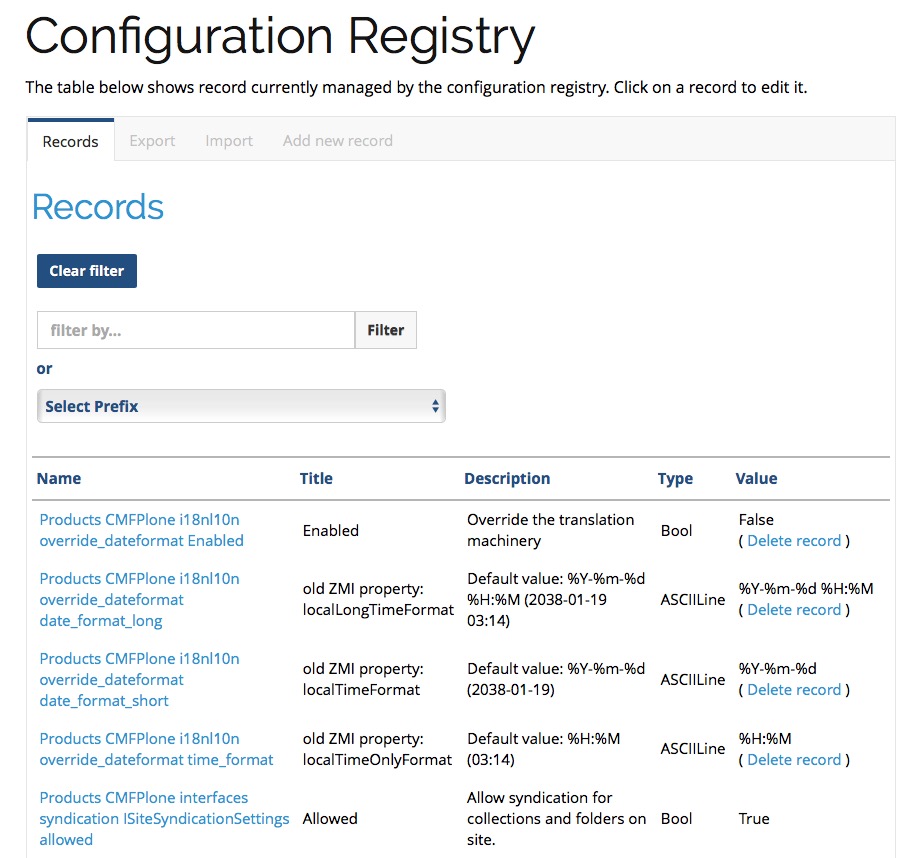 Configuration Registry
The table below shows record currently managed by the configuration registry. Click on a record to edit it.
Records Export Import Add new record
Records
Clear filter
filter by... Filter
or
Select Prefix
Name Title Description Type Value
Products CMFPlone i18nl10n
override_dateformat Enabled
Enabled
Override the translation
machinery
Bool
False
( Delete record )
Products CMFPlone i18nl10n
override_dateformat
date_format_long
old ZMI property:
localLongTimeFormat
Default value: %Y-%m-%d
%H:%M (2038-01-19
03:14)
ASCIILine
%Y-%m-%d %H:%M
( Delete record )
Products CMFPlone i18nl10n
override_dateformat
date_format_short
old ZMI property:
localTimeFormat
Default value: %Y-%m-%d
(2038-01-19)
ASCIILine
%Y-%m-%d
( Delete record )
Products CMFPlone i18nl10n
override_dateformat time_format
old ZMI property:
localTimeOnlyFormat
Default value: %H:%M
(03:14)
ASCIILine
%H:%M
( Delete record )
Products CMFPlone interfaces
syndication ISiteSyndicationSettings
allowed
Allowed
Allow syndication for
collections and folders on
site.
Bool
True